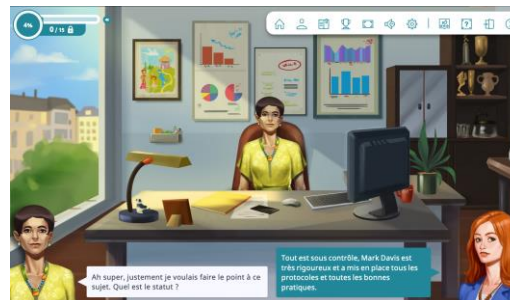 4%
0 / 15
Ah super, justement je voulais faire le point à ce
sujet. Quel est le statut ?
Tout est sous contrôle, Mark Davis est
très rigoureux et a mis en place tous les
protocoles et toutes les bonnes
pratiques.